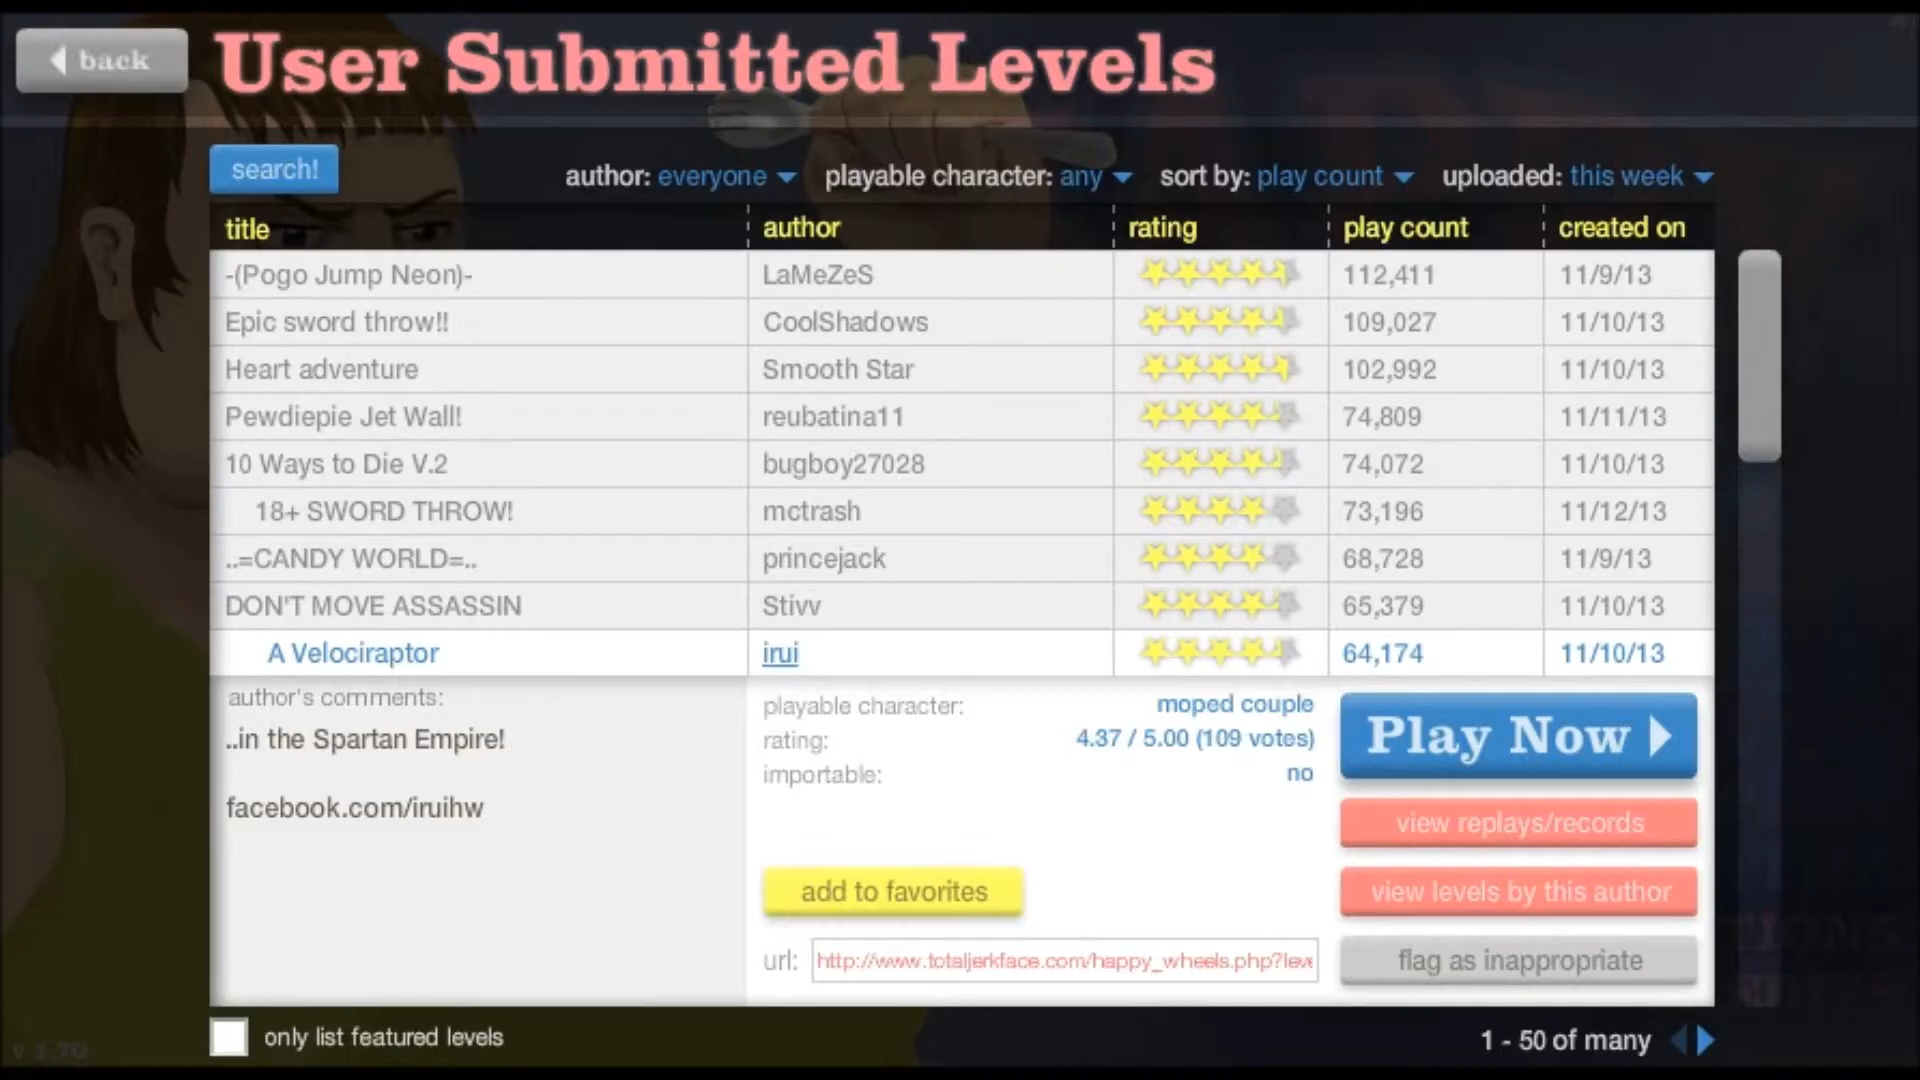 back
User Submitted Levels
search!
author: everyone playable character: any sort by: play count uploaded: this week
title author rating play count created on
-(Pogo Jump Neon)- LaMeZeS 112,411 11/9/13
Epic sword throw!! CoolShadows 109,027 11/10/13
Heart adventure Smooth Star 102,992 11/10/13
Pewdiepie Jet Wall! reubatina11 74,809 11/11/13
10 Ways to Die V.2 bugboy27028 74,072 11/10/13
18+ SWORD THROW! mctrash 73,196 11/12/13
..=CANDY WORLD=.. princejack 68,728 11/9/13
DON'T MOVE ASSASSIN Stivv 65,379 11/10/13
A Velociraptor irui 64,174 11/10/13
author's comments:
..in the Spartan Empire!
facebook.com/iruihw
playable character: moped couple
rating: 4.37 / 5.00 (109 votes)
importable: no
add to favorites
url: http://www.totaljerkface.com/happy_wheels.php?leve
Play Now
view replays/records
view levels by this author
flag as inappropriate
only list featured levels
1 - 50 of many
v 1.70